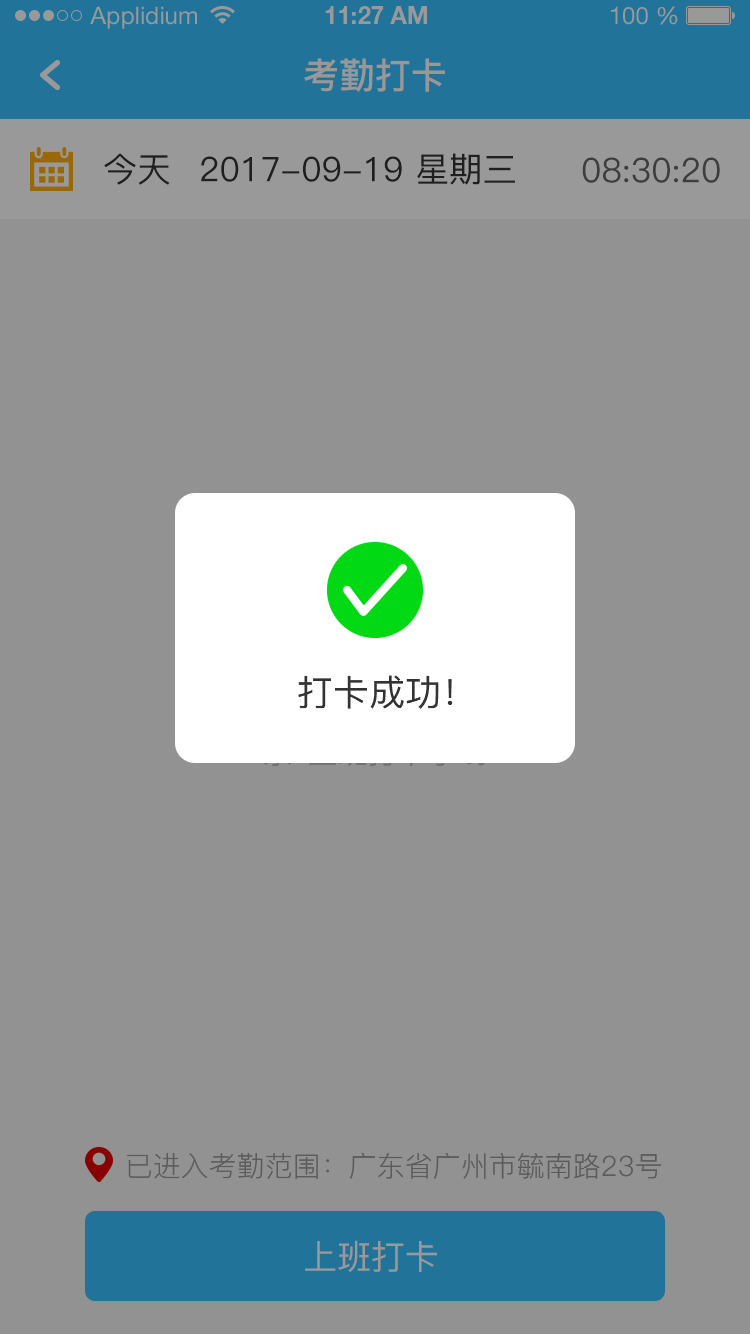 Applidium 11:27 AM 100 %
考勤打卡
今天 2017-09-19 星期三 08:30:20
打卡成功!
已进入考勤范围：广东省广州市毓南路23号
上班打卡